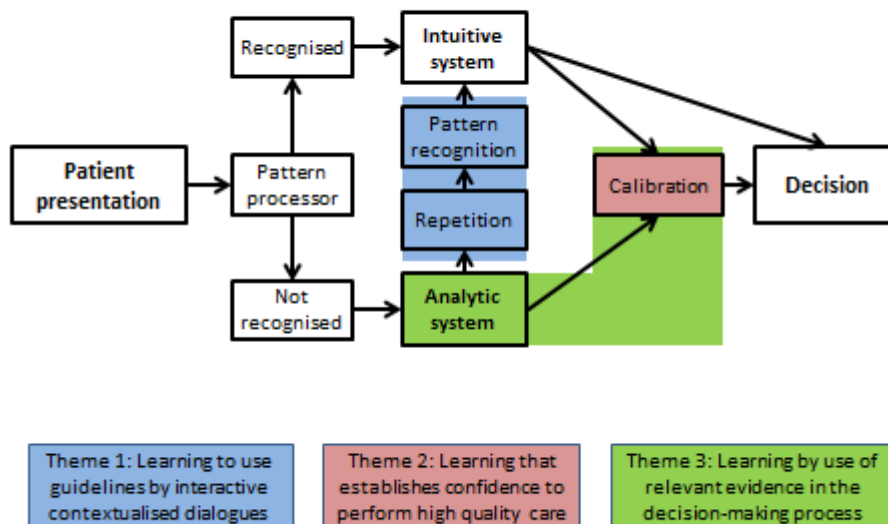 Recognised
Intuitive
system
Pattern
recognition
Patient
presentation
Pattern
processor
Calibration
Decision
Repetition
Not
recognised
Analytic
system
Theme 1: Learning to use
guidelines by interactive
contextualised dialogues
Theme 2: Learning that
establishes confidence to
perform high quality care
Theme 3: Learning by use of
relevant evidence in the
decision-making process